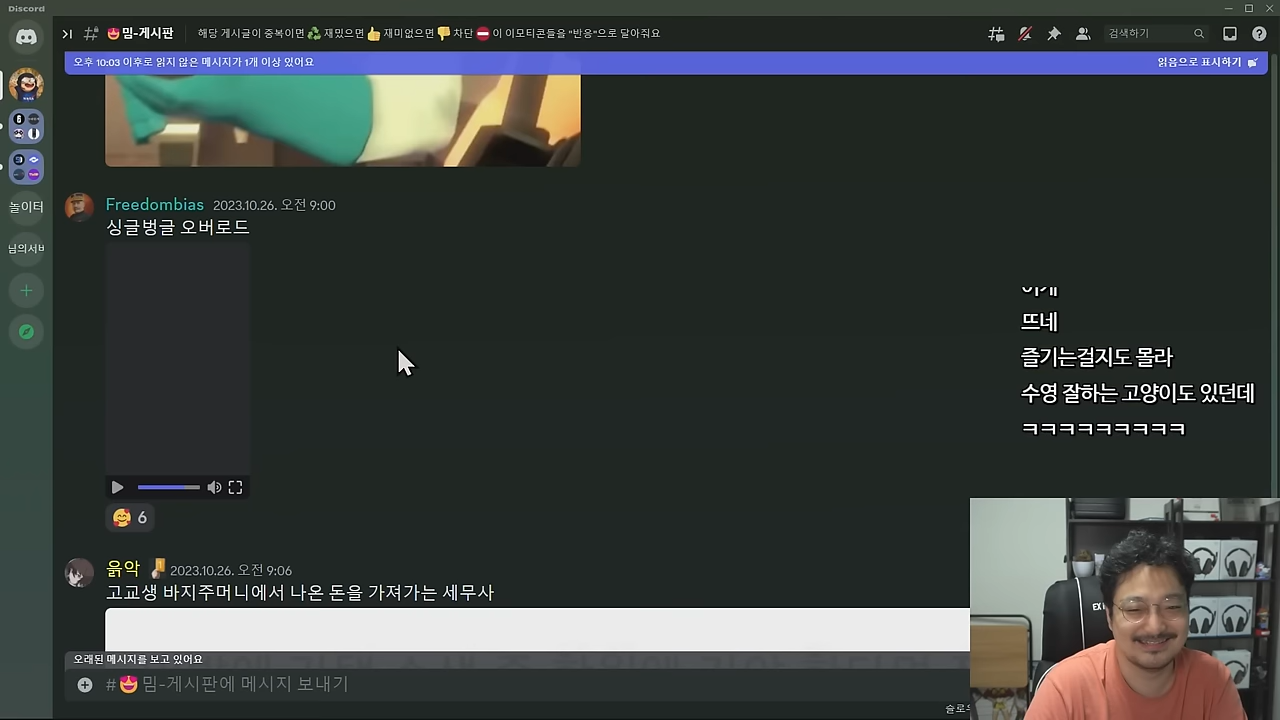 Discord
😍밈-게시판
해당 게시글이 중복이면♻️ 재밌으면👍 재미없으면👎 차단⛔ 이 이모티콘들을 "반응"으로 달아줘요
검색하기
오후 10:03 이후로 읽지 않은 메시지가 1개 이상 있어요
읽음으로 표시하기
놀이터
Freedombias 2023.10.26. 오전 9:00
싱글벙글 오버로드
6
윩악 2023.10.26. 오전 9:06
고교생 바지주머니에서 나온 돈을 가져가는 세무사
오래된 메시지를 보고 있어요
#😍밈-게시판에 메시지 보내기
뜨네
즐기는걸지도 몰라
수영 잘하는 고양이도 있던데
ㅋㅋㅋㅋㅋㅋㅋㅋㅋ